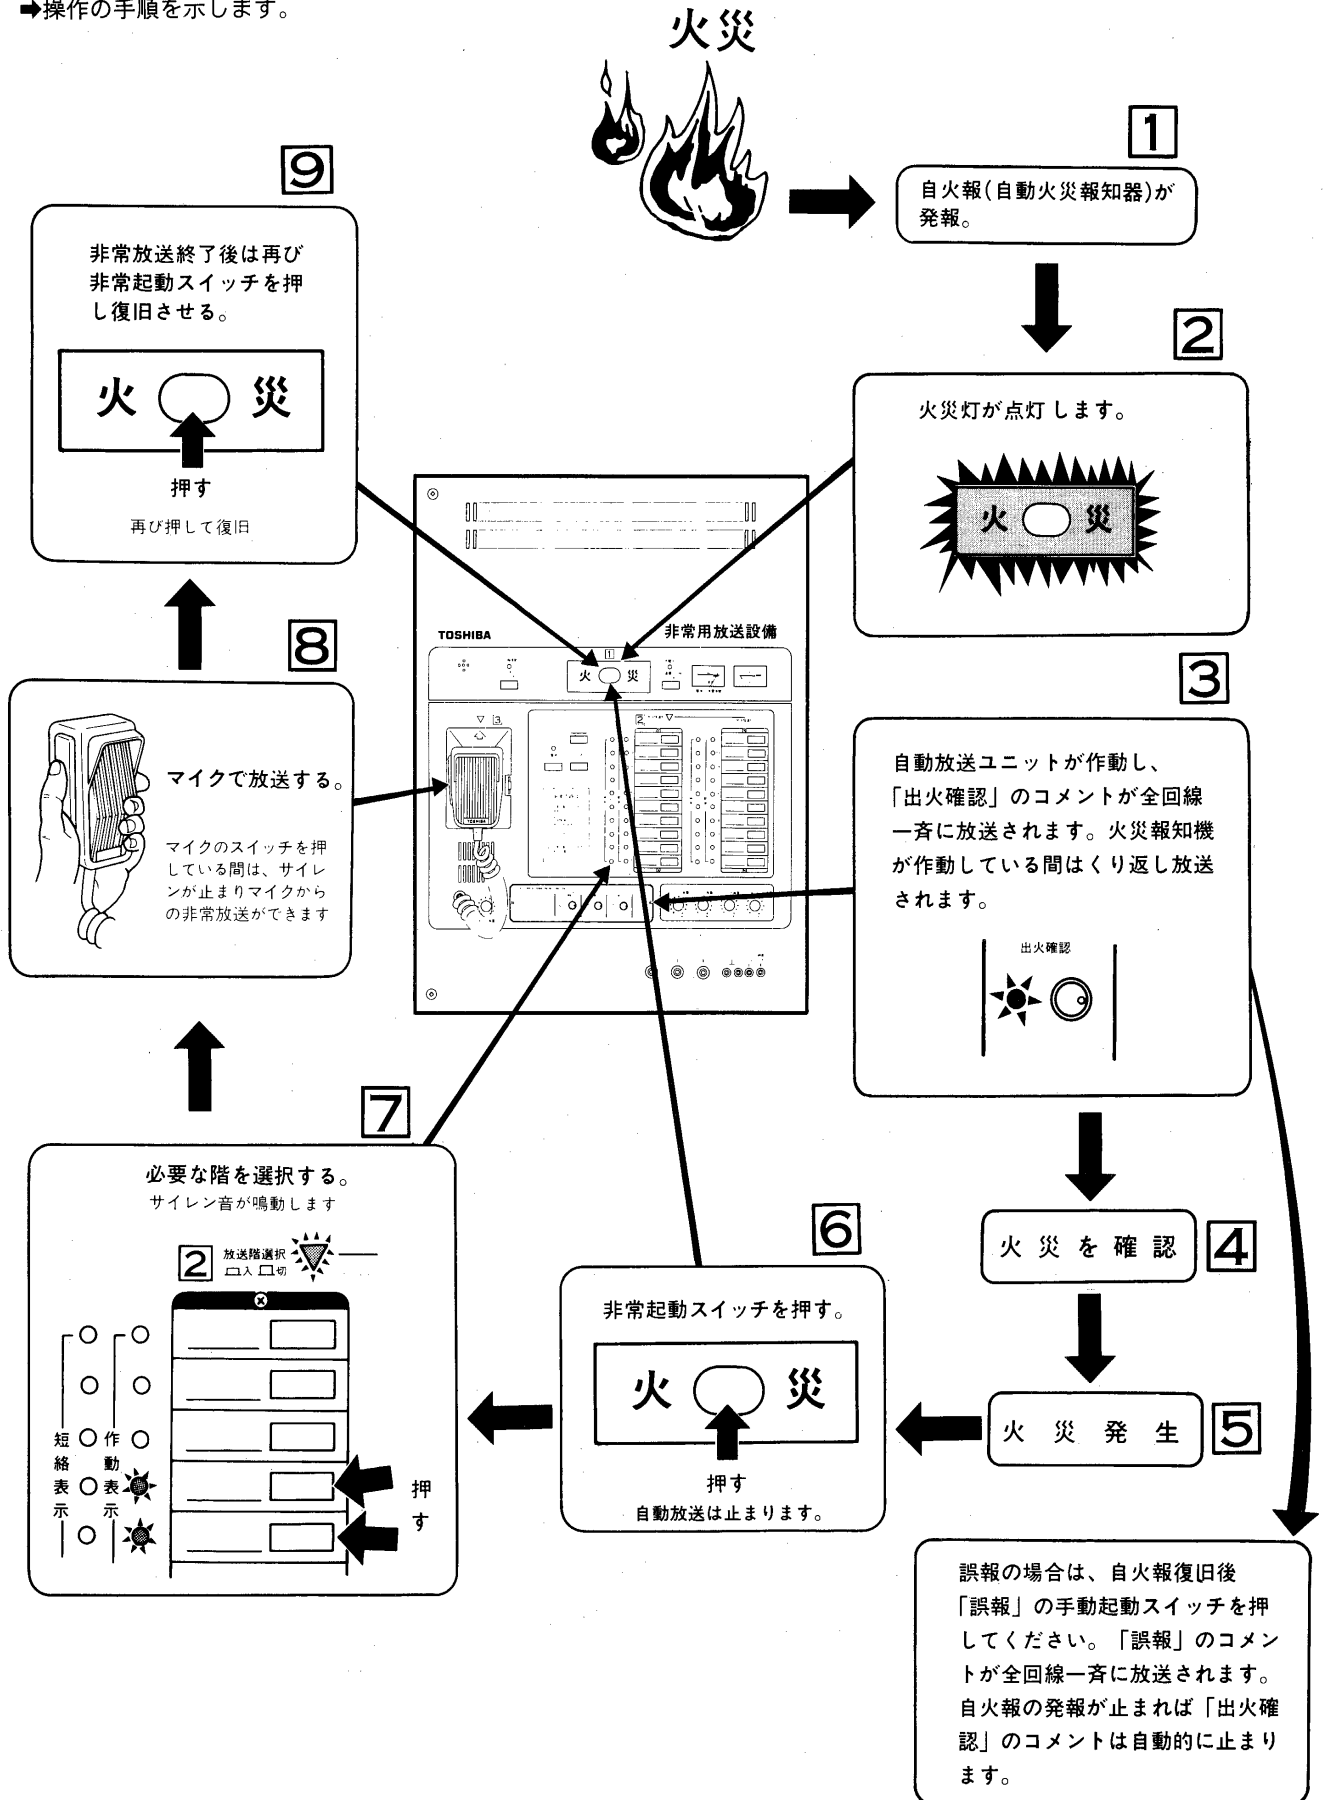 ➡操作の手順を示します。
火災
1
自火報(自動火災報知器)が
発報。
2
火災灯が点灯します。
火 災
3
自動放送ユニットが作動し、
「出火確認」のコメントが全回線
一斉に放送されます。火災報知機
が作動している間はくり返し放送
されます。
出火確認
4
火災を確認
5
火災発生
誤報の場合は、自火報復旧後
「誤報」の手動起動スイッチを押
してください。「誤報」のコメン
トが全回線一斉に放送されます。
自火報の発報が止まれば「出火確
認」のコメントは自動的に止まり
ます。
6
非常起動スイッチを押す。
火 災
押す
自動放送は止まります。
7
必要な階を選択する。
サイレン音が鳴動します
2 放送階選択
入 切
短絡表示
作動表示
押す
8
マイクで放送する。
マイクのスイッチを押
している間は、サイレ
ンが止まりマイクから
の非常放送ができます
9
非常放送終了後は再び
非常起動スイッチを押
し復旧させる。
火 災
押す
再び押して復旧
TOSHIBA
非常用放送設備
1
火 災
3
2
TOSHIBA